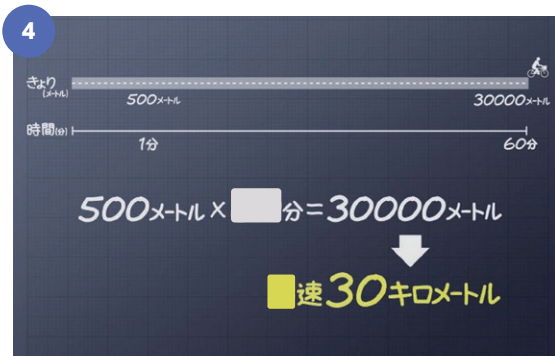 4
きょり
(メートル)
500メートル 30000メートル
時間(分)
1分 60分
500メートル×分=30000メートル
速30キロメートル